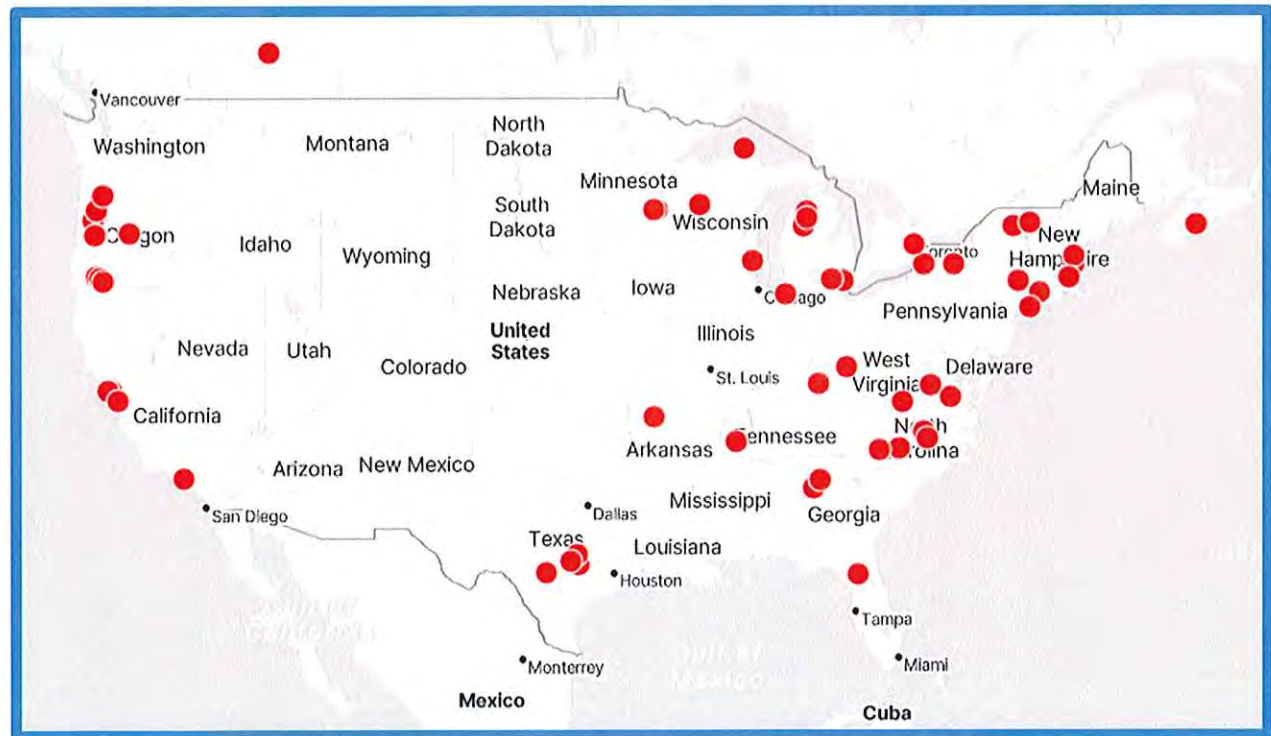 Vancouver
Washington
Montana
North
Dakota
Minnesota
Maine
South
Dakota
Wisconsin
Idaho
Wyoming
New
Nebraska
Iowa
Pennsylvania
United
States
Illinois
Nevada
Utah
Colorado
West
Virginia
Delaware
St. Louis
California
Arkansas
Arizona
New Mexico
Mississippi
Georgia
San Diego
Dallas
Texas
Louisiana
Houston
Tampa
Monterrey
Miami
Mexico
Cuba